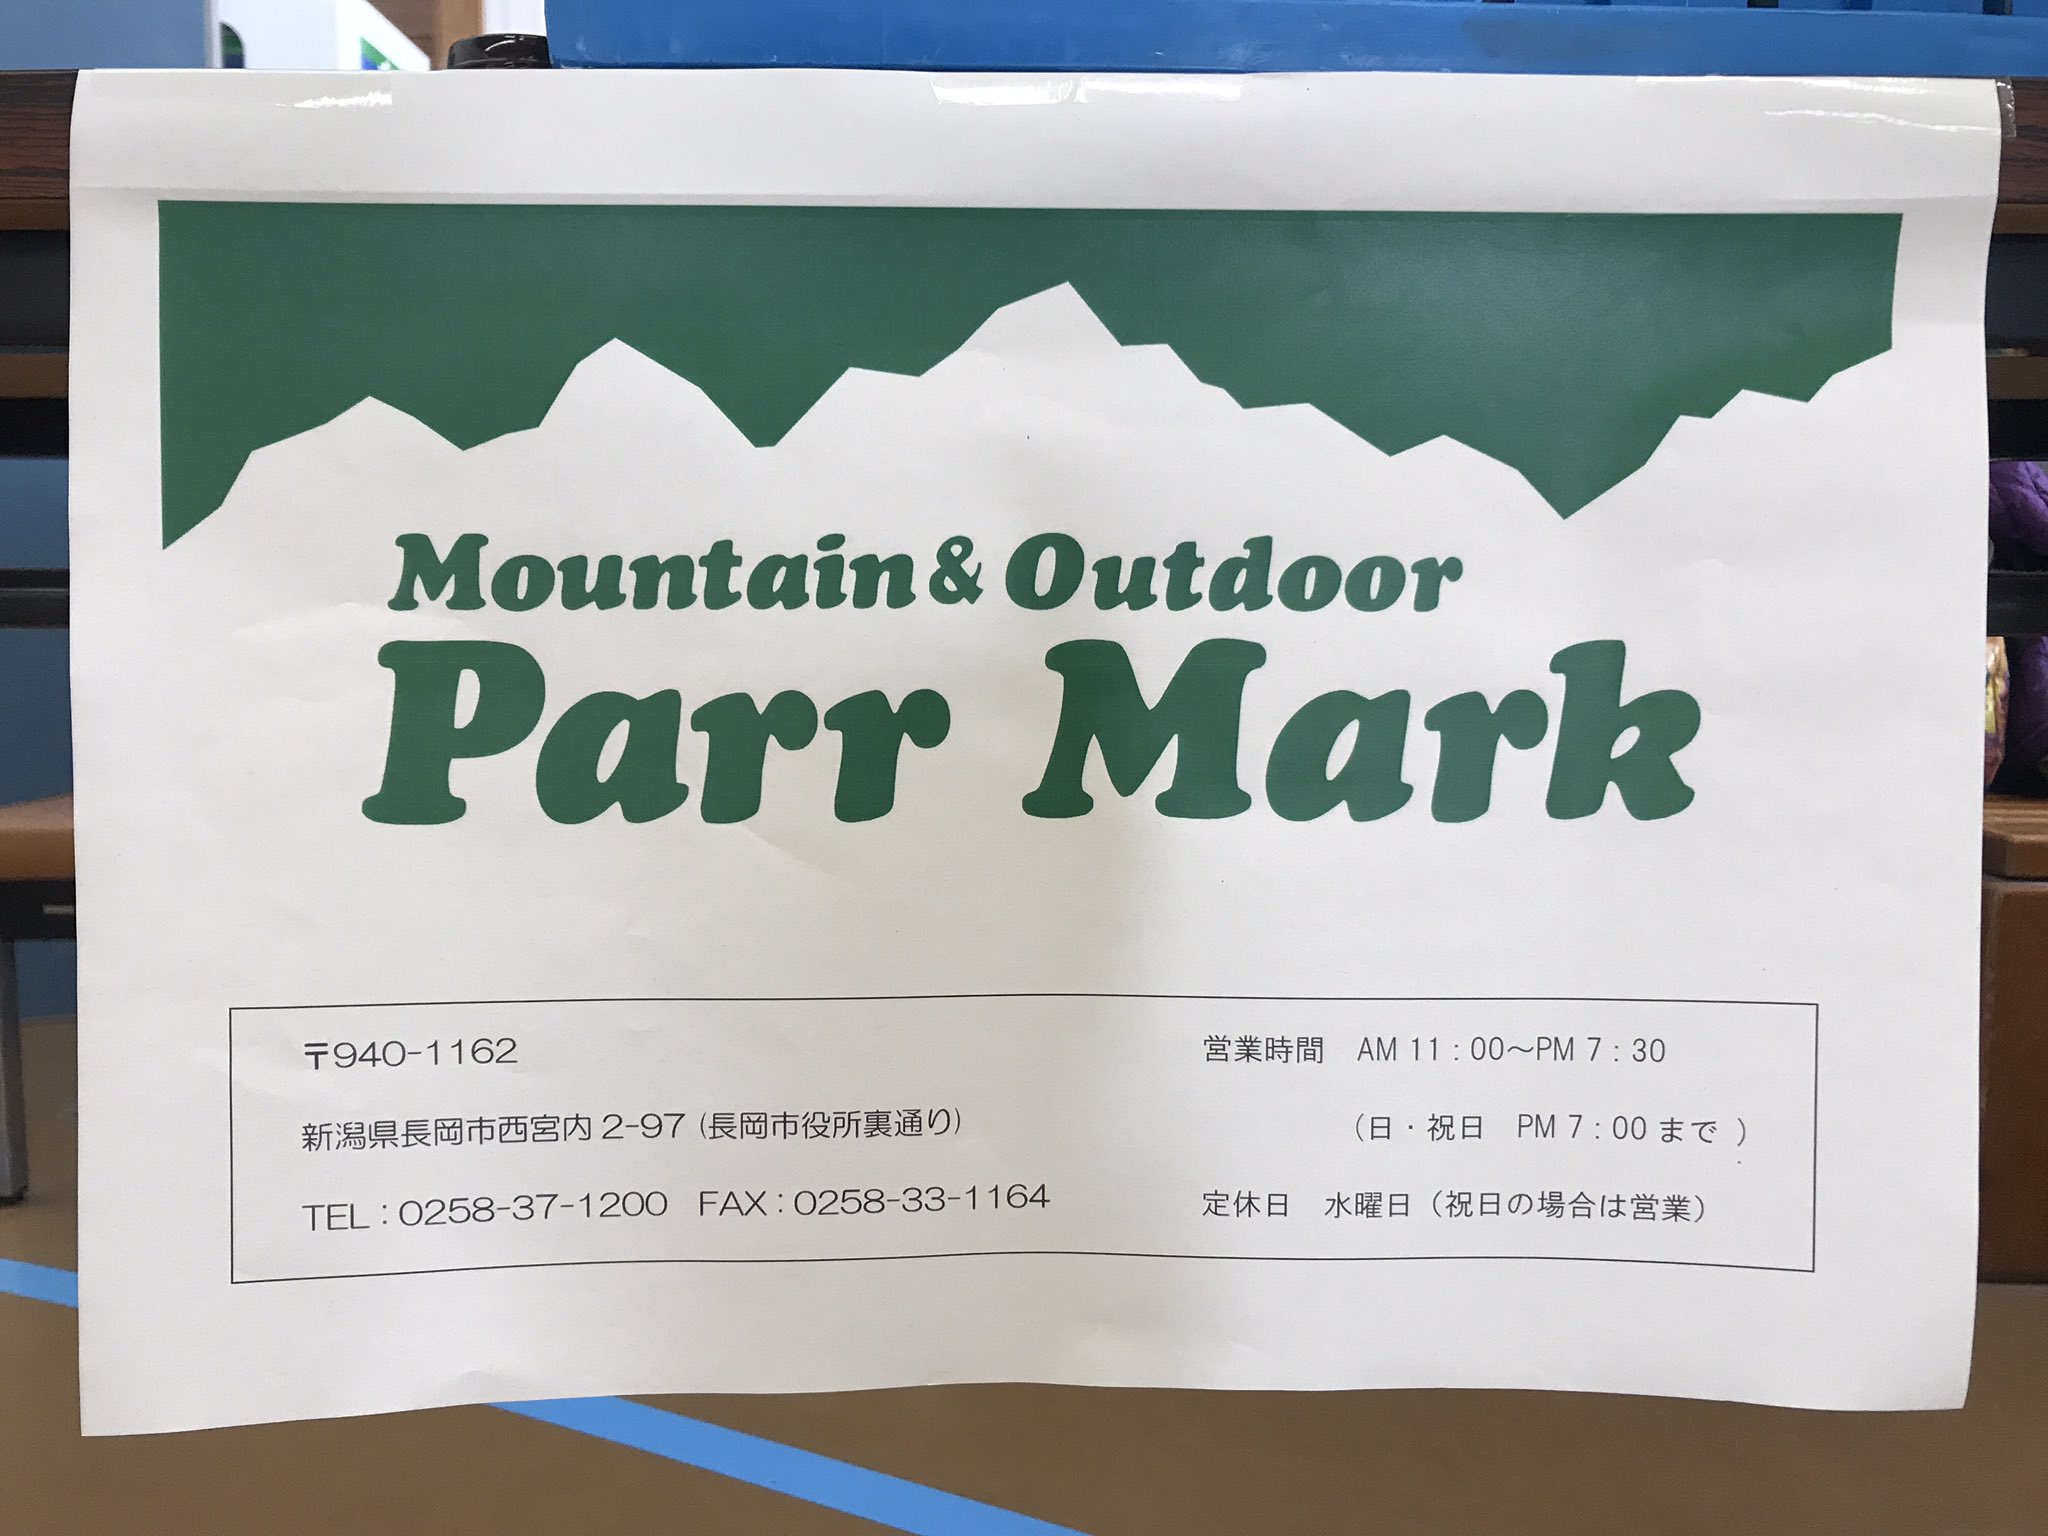 Mountain & Outdoor
Parr Mark
〒940-1162
新潟県長岡市西宮内 2-97 (長岡市役所裏通り)
TEL : 0258-37-1200 FAX : 0258-33-1164
営業時間 AM 11 : 00～PM 7 : 30
(日・祝日 PM 7 : 00 まで )
定休日 水曜日 (祝日の場合は営業)